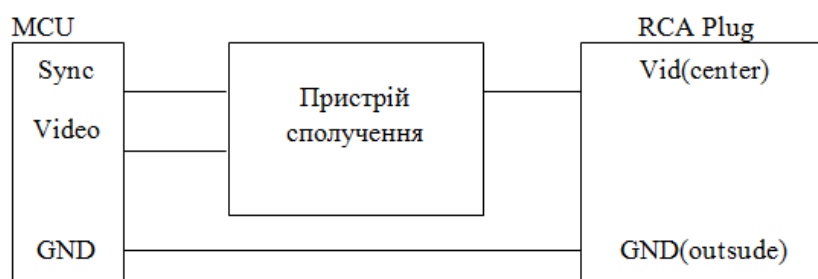 MCU
RCA Plug
Sync
Video
GND
Пристрій
сполучення
Vid(center)
GND(outsude)